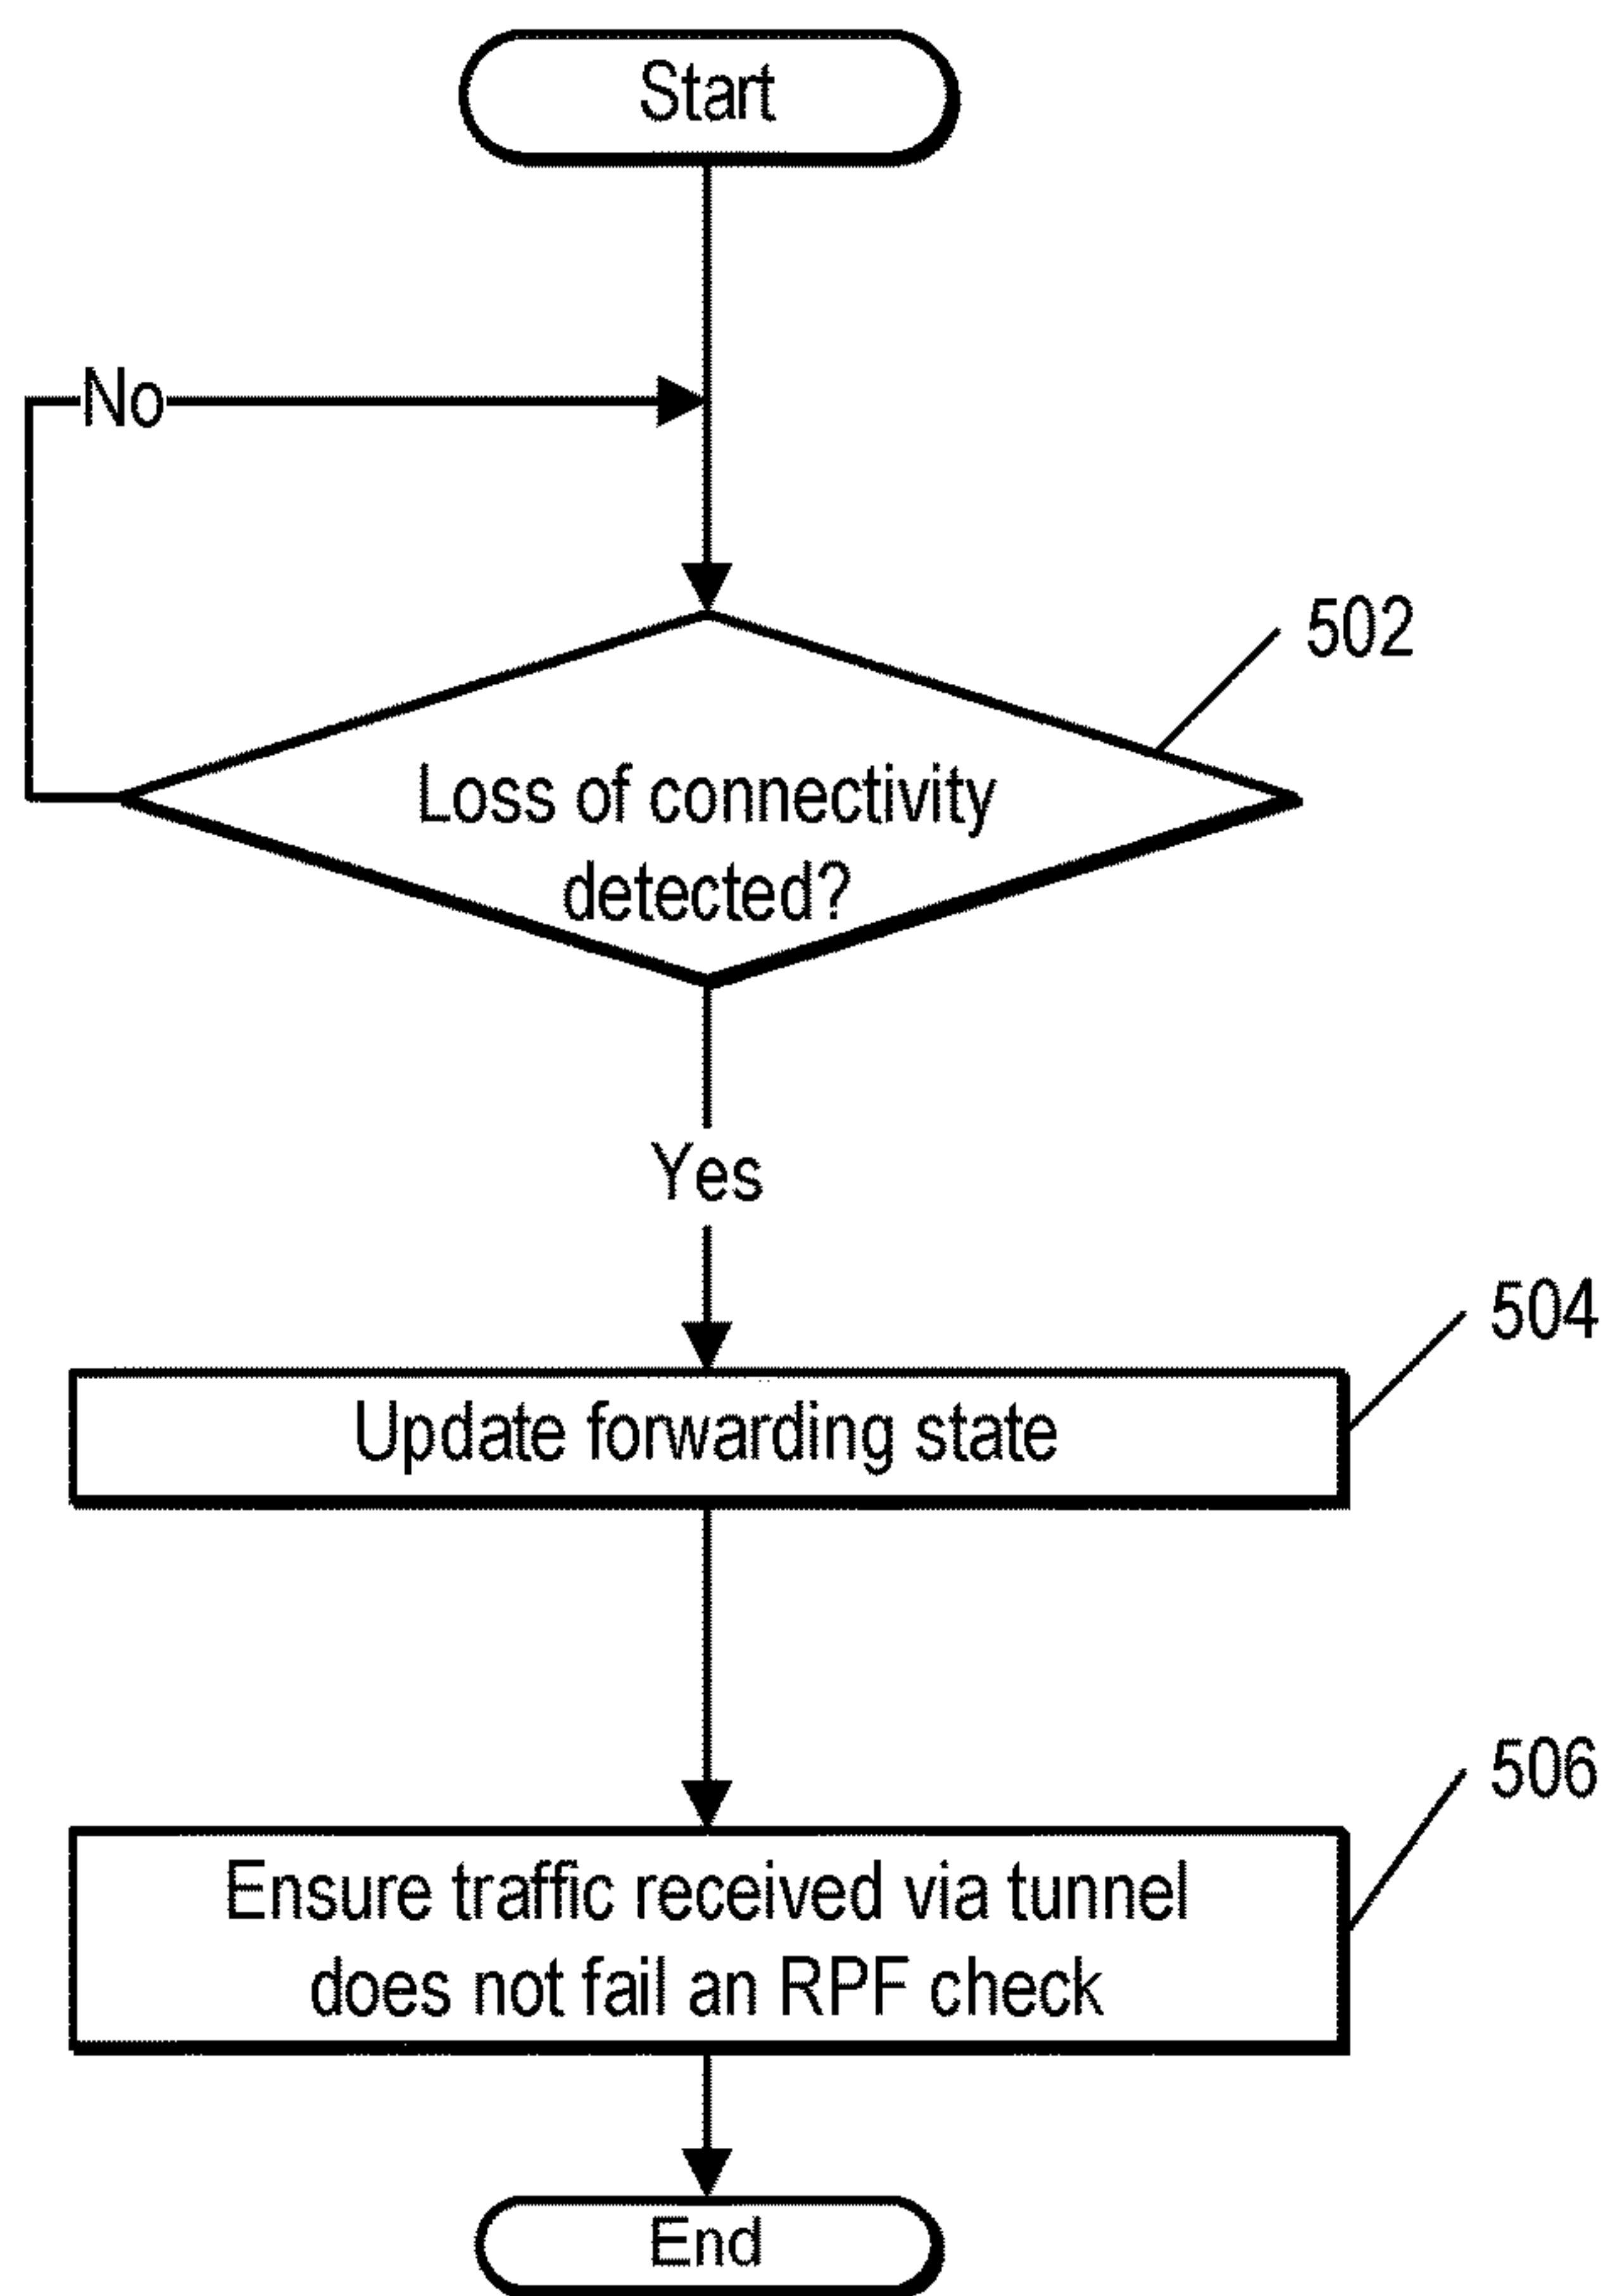 Start
No
502
Loss of connectivity
detected?
Yes
504
Update forwarding state
506
Ensure traffic received via tunnel
does not fail an RPF check
End